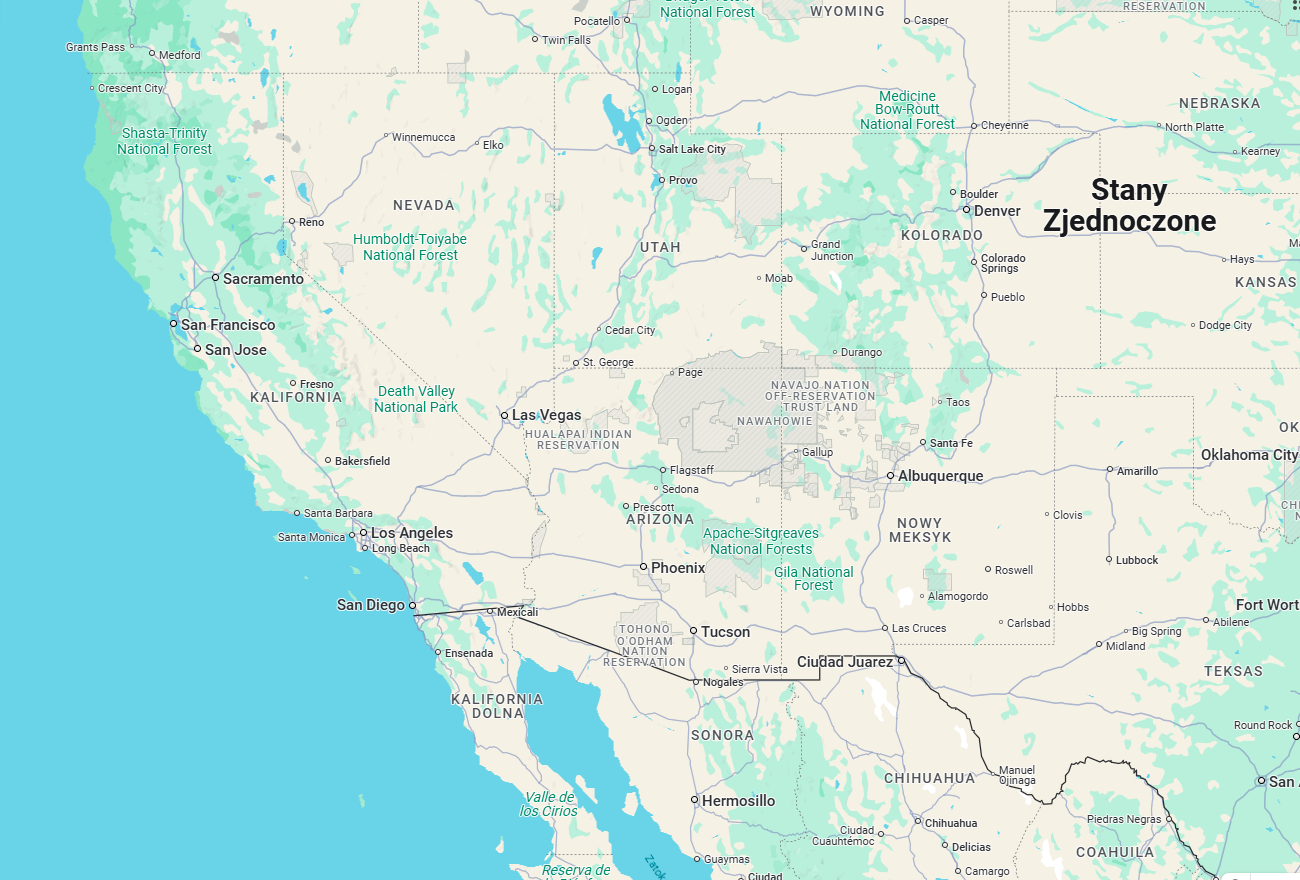 Bridger-Teton
National Forest
WYOMING
RESERVATION
Pocatello
Casper
Twin Falls
Grants Pass
Medford
Crescent City
Logan
Medicine
Bow-Routt
National Forest
NEBRASKA
Ogden
Cheyenne
North Platte
Shasta-Trinity
National Forest
Winnemucca
Elko
Salt Lake City
Kearney
Provo
Boulder
Stany
Zjednoczone
NEVADA
Denver
Reno
Humboldt-Toiyabe
National Forest
UTAH
Grand
Junction
KOLORADO
Colorado
Springs
Hays
Sacramento
Moab
KANSAS
Pueblo
San Francisco
Cedar City
Dodge City
San Jose
Durango
St. George
Page
Fresno
KALIFORNIA
Death Valley
National Park
NAVAJO NATION
OFF-RESERVATION
TRUST LAND
NAWAHOWIE
Taos
Las Vegas
HUALAPAI INDIAN
RESERVATION
OK
Santa Fe
Gallup
Oklahoma City
Bakersfield
Flagstaff
Albuquerque
Amarillo
Sedona
Prescott
ARIZONA
Santa Barbara
Clovis
NOWY
MEKSYK
Los Angeles
Santa Monica
Long Beach
Apache-Sitgreaves
National Forests
Lubbock
Phoenix
Gila National
Forest
Roswell
Alamogordo
San Diego
Mexicali
Hobbs
Fort Wort
Carlsbad
Abilene
Las Cruces
Big Spring
Tucson
TOHONO
O'ODHAM
NATION
RESERVATION
Midland
Ensenada
Ciudad Juarez
Sierra Vista
TEKSAS
Nogales
KALIFORNIA
DOLNA
SONORA
Round Rock
Manuel
Ojinaga
CHIHUAHUA
San A
Valle de
los Cirios
Hermosillo
Piedras Negras
Chihuahua
Ciudad
Cuauhtémoc
Delicias
COAHUILA
Guaymas
Zatok
Reserva de
Camargo
Ciudad